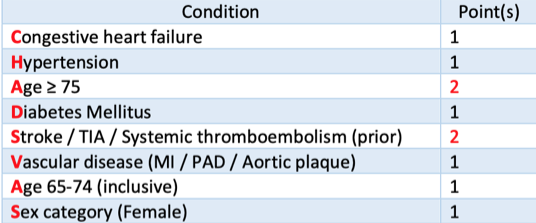 Condition Point(s)
Congestive heart failure 1
Hypertension 1
Age ≥ 75 2
Diabetes Mellitus 1
Stroke / TIA / Systemic thromboembolism (prior) 2
Vascular disease (MI / PAD / Aortic plaque) 1
Age 65-74 (inclusive) 1
Sex category (Female) 1